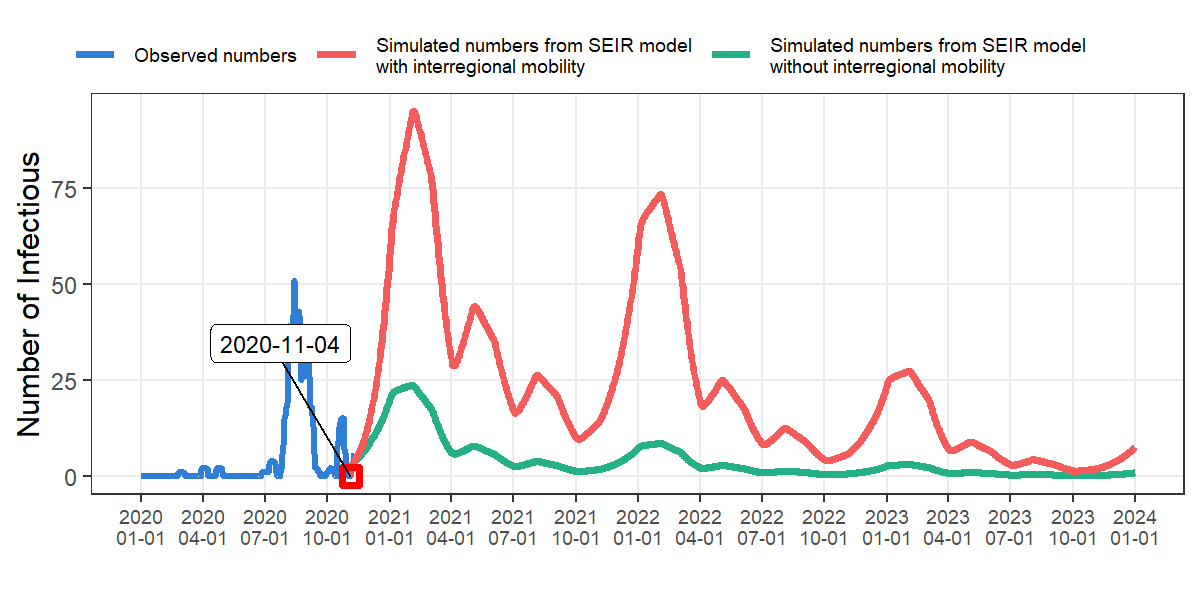 Observed numbers
Simulated numbers from SEIR model
with interregional mobility
Simulated numbers from SEIR model
without interregional mobility
Number of Infectious
75
50
25
0
2020-11-04
2020 2020 2020 2020 2021 2021 2021 2021 2022 2022 2022 2022 2023 2023 2023 2023 2024
01-01 04-01 07-01 10-01 01-01 04-01 07-01 10-01 01-01 04-01 07-01 10-01 01-01 04-01 07-01 10-01 01-01